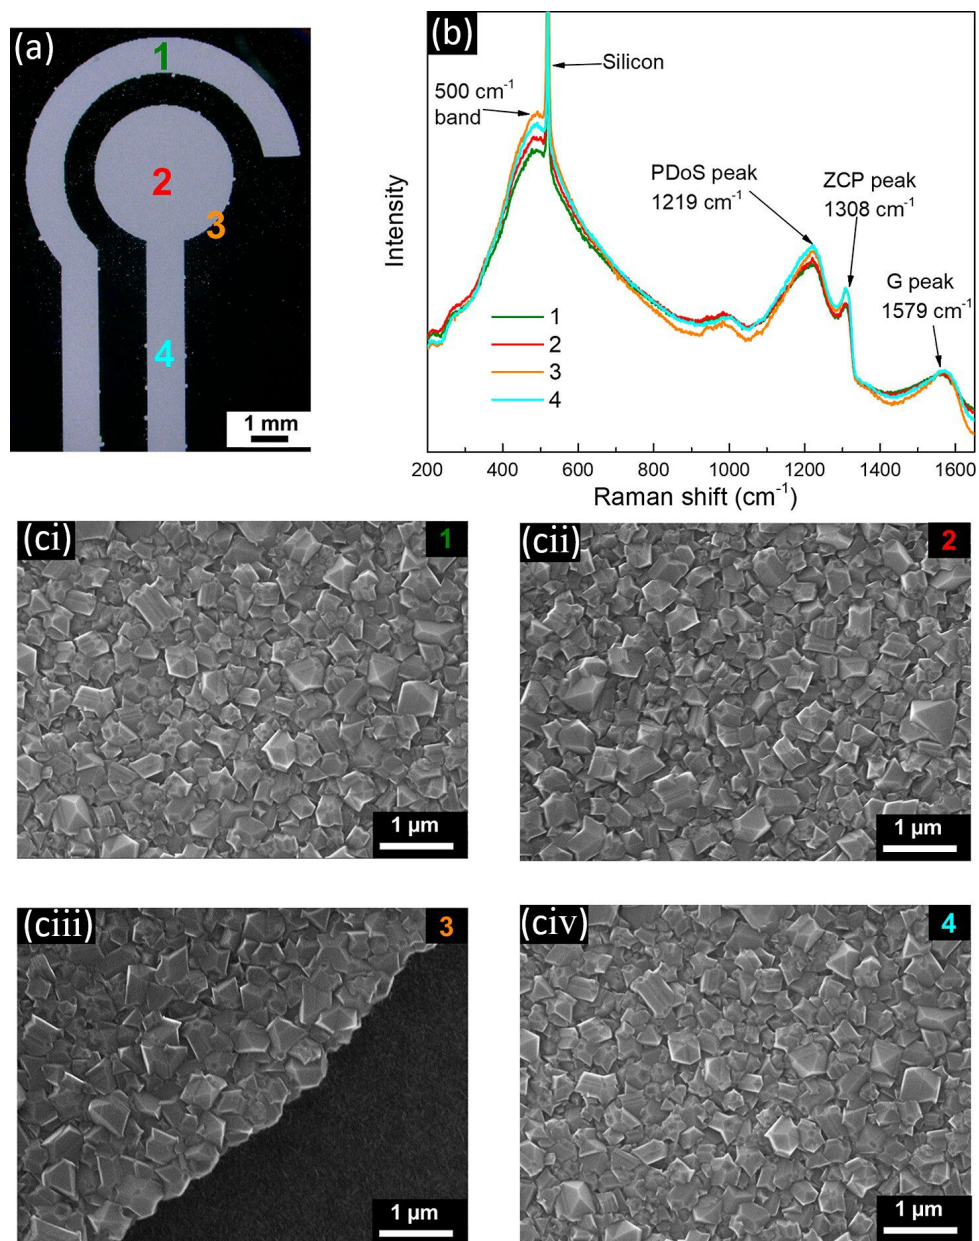 (a)
1
2
3
4
1 mm
(b)
Silicon
500 cm⁻¹
band
PDoS peak
1219 cm⁻¹
ZCP peak
1308 cm⁻¹
G peak
1579 cm⁻¹
Intensity
1
2
3
4
200 400 600 800 1000 1200 1400 1600
Raman shift (cm⁻¹)
(ci)
1
1 µm
(cii)
2
1 µm
(ciii)
3
1 µm
(civ)
4
1 µm